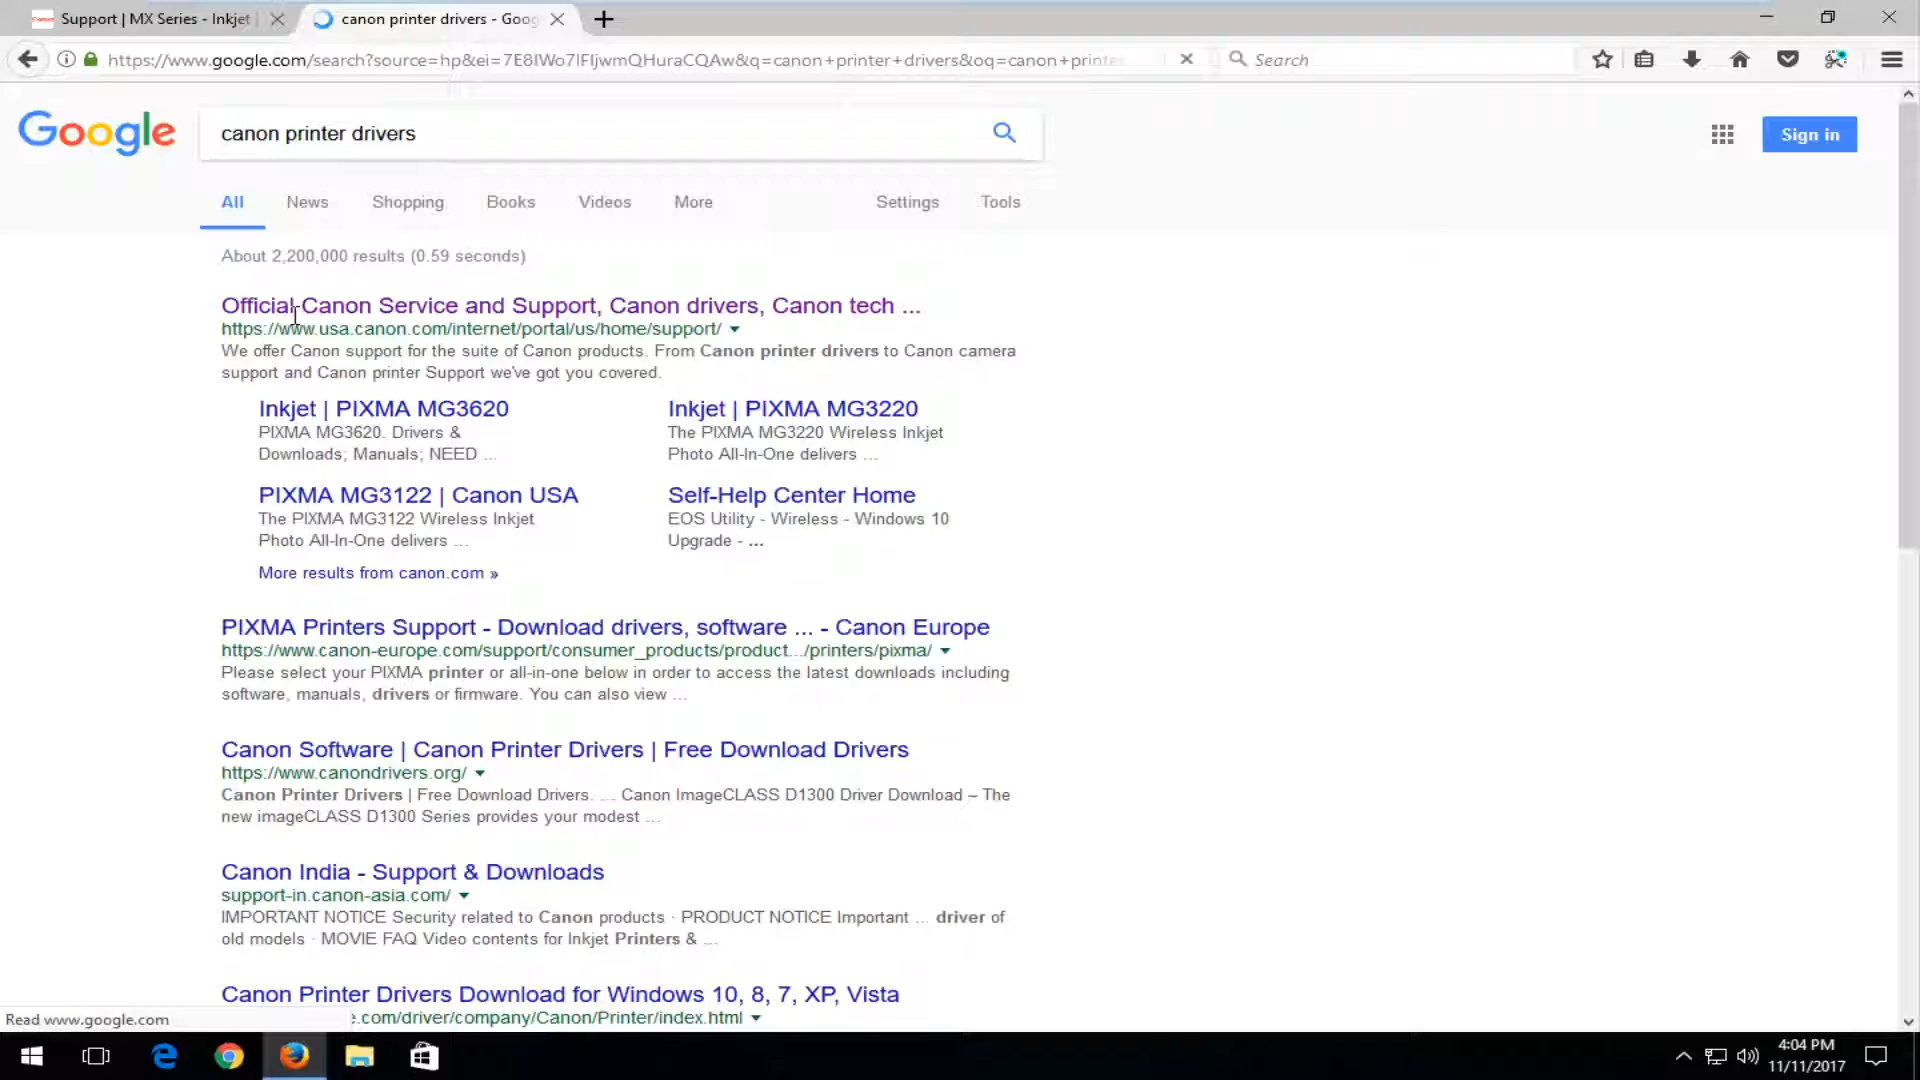 Support | MX Series - Inkjet
canon printer drivers - Goog
https://www.google.com/search?source=hp&ei=7E8IWo7lFIjwmQHuraCQAw&q=canon+printer+drivers&oq=canon+printe
Search
Google
canon printer drivers
Sign in
All News Shopping Books Videos More Settings Tools
About 2,200,000 results (0.59 seconds)
Official Canon Service and Support, Canon drivers, Canon tech ...
https://www.usa.canon.com/internet/portal/us/home/support/
We offer Canon support for the suite of Canon products. From Canon printer drivers to Canon camera
support and Canon printer Support we've got you covered.
Inkjet | PIXMA MG3620
PIXMA MG3620. Drivers &
Downloads; Manuals; NEED ...
Inkjet | PIXMA MG3220
The PIXMA MG3220 Wireless Inkjet
Photo All-In-One delivers ...
PIXMA MG3122 | Canon USA
The PIXMA MG3122 Wireless Inkjet
Photo All-In-One delivers ...
Self-Help Center Home
EOS Utility - Wireless - Windows 10
Upgrade - ...
More results from canon.com »
PIXMA Printers Support - Download drivers, software ... - Canon Europe
https://www.canon-europe.com/support/consumer_products/product.../printers/pixma/
Please select your PIXMA printer or all-in-one below in order to access the latest downloads including
software, manuals, drivers or firmware. You can also view ...
Canon Software | Canon Printer Drivers | Free Download Drivers
https://www.canondrivers.org/
Canon Printer Drivers | Free Download Drivers. ... Canon ImageCLASS D1300 Driver Download – The
new imageCLASS D1300 Series provides your modest ...
Canon India - Support & Downloads
support-in.canon-asia.com/
IMPORTANT NOTICE Security related to Canon products · PRODUCT NOTICE Important ... driver of
old models · MOVIE FAQ Video contents for Inkjet Printers & ...
Canon Printer Drivers Download for Windows 10, 8, 7, XP, Vista
.com/driver/company/Canon/Printer/index.html
Read www.google.com
4:04 PM
11/11/2017